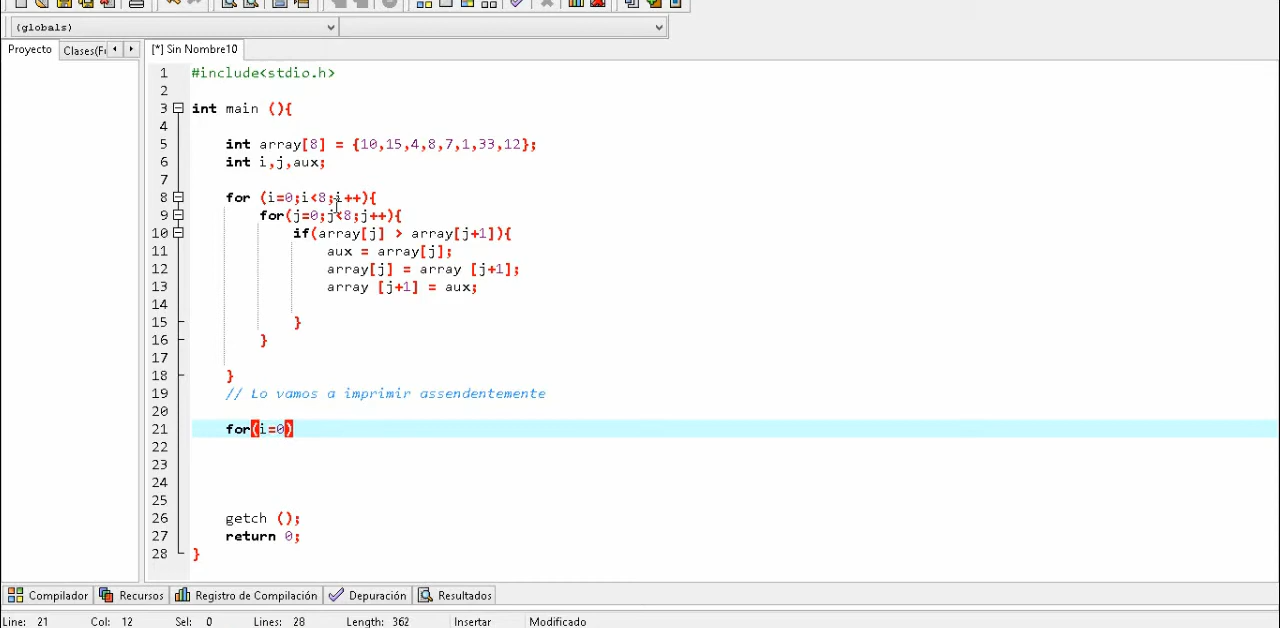 (globals)
Proyecto Clases(Fu [*] Sin Nombre10
1 #include<stdio.h>
2
3 int main (){
4
5 int array[8] = {10,15,4,8,7,1,33,12};
6 int i,j,aux;
7
8 for (i=0;i<8;i++){
9 for(j=0;j<8;j++){
10 if(array[j] > array[j+1]){
11 aux = array[j];
12 array[j] = array [j+1];
13 array [j+1] = aux;
14
15 }
16 }
17
18 }
19 // Lo vamos a imprimir assendentemente
20
21 for(i=0)
22
23
24
25
26 getch ();
27 return 0;
28 }
Compilador Recursos Registro de Compilación Depuración Resultados
Line: 21 Col: 12 Sel: 0 Lines: 28 Length: 362 Insertar Modificado